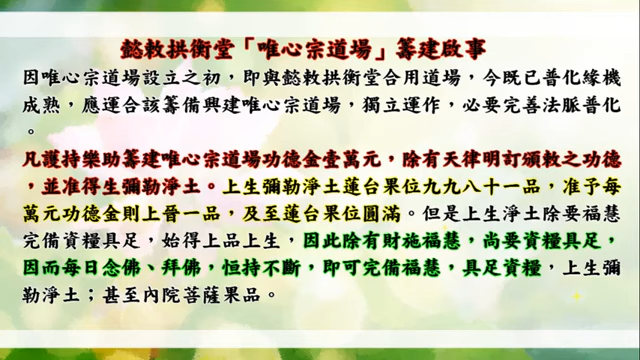 懿敕拱衡堂「唯心宗道場」籌建啟事
因唯心宗道場設立之初，即與懿敕拱衡堂合用道場，今既已普化緣機
成熟，應運合該籌備興建唯心宗道場，獨立運作，必要完善法脈普化
。
凡護持樂助籌建唯心宗道場功德金壹萬元，除有天律明訂頒敕之功德
，並准得生彌勒淨土。上生彌勒淨土蓮台果位九九八十一品，准予每
萬元功德金則上晉一品，及至蓮台果位圓滿。但是上生淨土除要福慧
完備資糧具足，始得上品上生，因此除有財施福慧，尚要資糧具足，
因而每日念佛、拜佛，恒持不斷，即可完備福慧，具足資糧，上生彌
勒淨土；甚至內院菩薩果品。